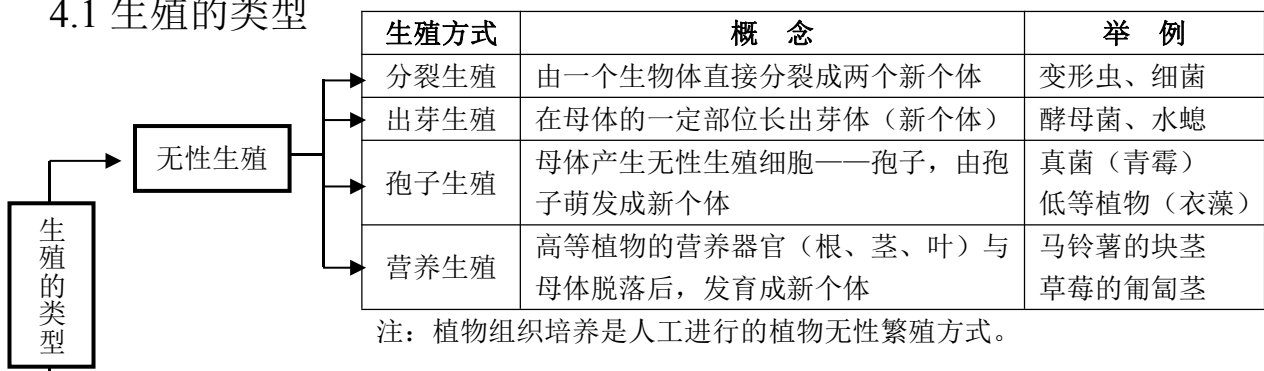 4.1 生殖的类型
生殖方式 概 念 举 例
分裂生殖 由一个生物体直接分裂成两个新个体 变形虫、细菌
出芽生殖 在母体的一定部位长出芽体（新个体） 酵母菌、水螅
孢子生殖 母体产生无性生殖细胞——孢子，由孢 真菌（青霉）
子萌发成新个体 低等植物（衣藻）
营养生殖 高等植物的营养器官（根、茎、叶）与 马铃薯的块茎
母体脱落后，发育成新个体 草莓的匍匐茎
注：植物组织培养是人工进行的植物无性繁殖方式。
无性生殖
生殖的类型